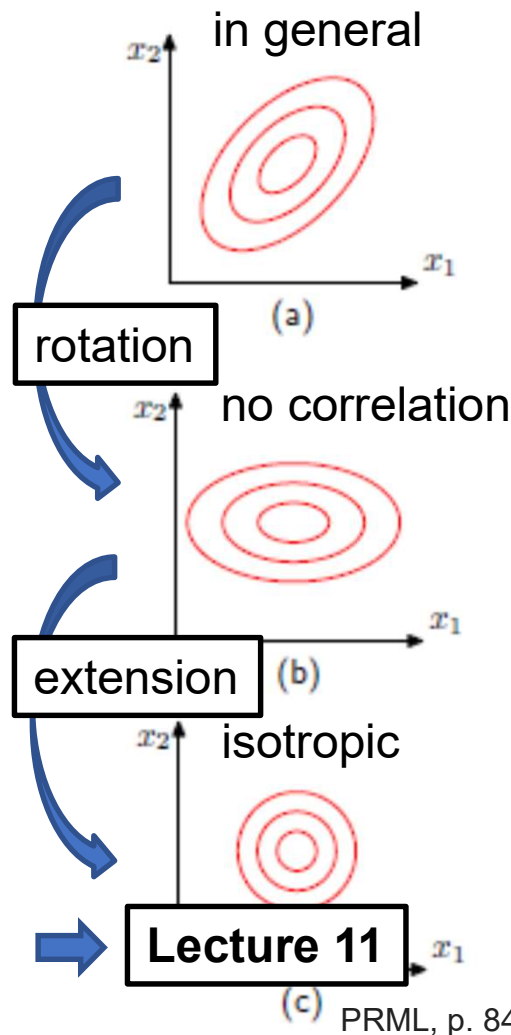 in general
x₂
x₁
(a)
rotation
no correlation
x₂
x₁
(b)
extension
isotropic
x₂
Lecture 11
x₁
(c)
PRML, p. 84